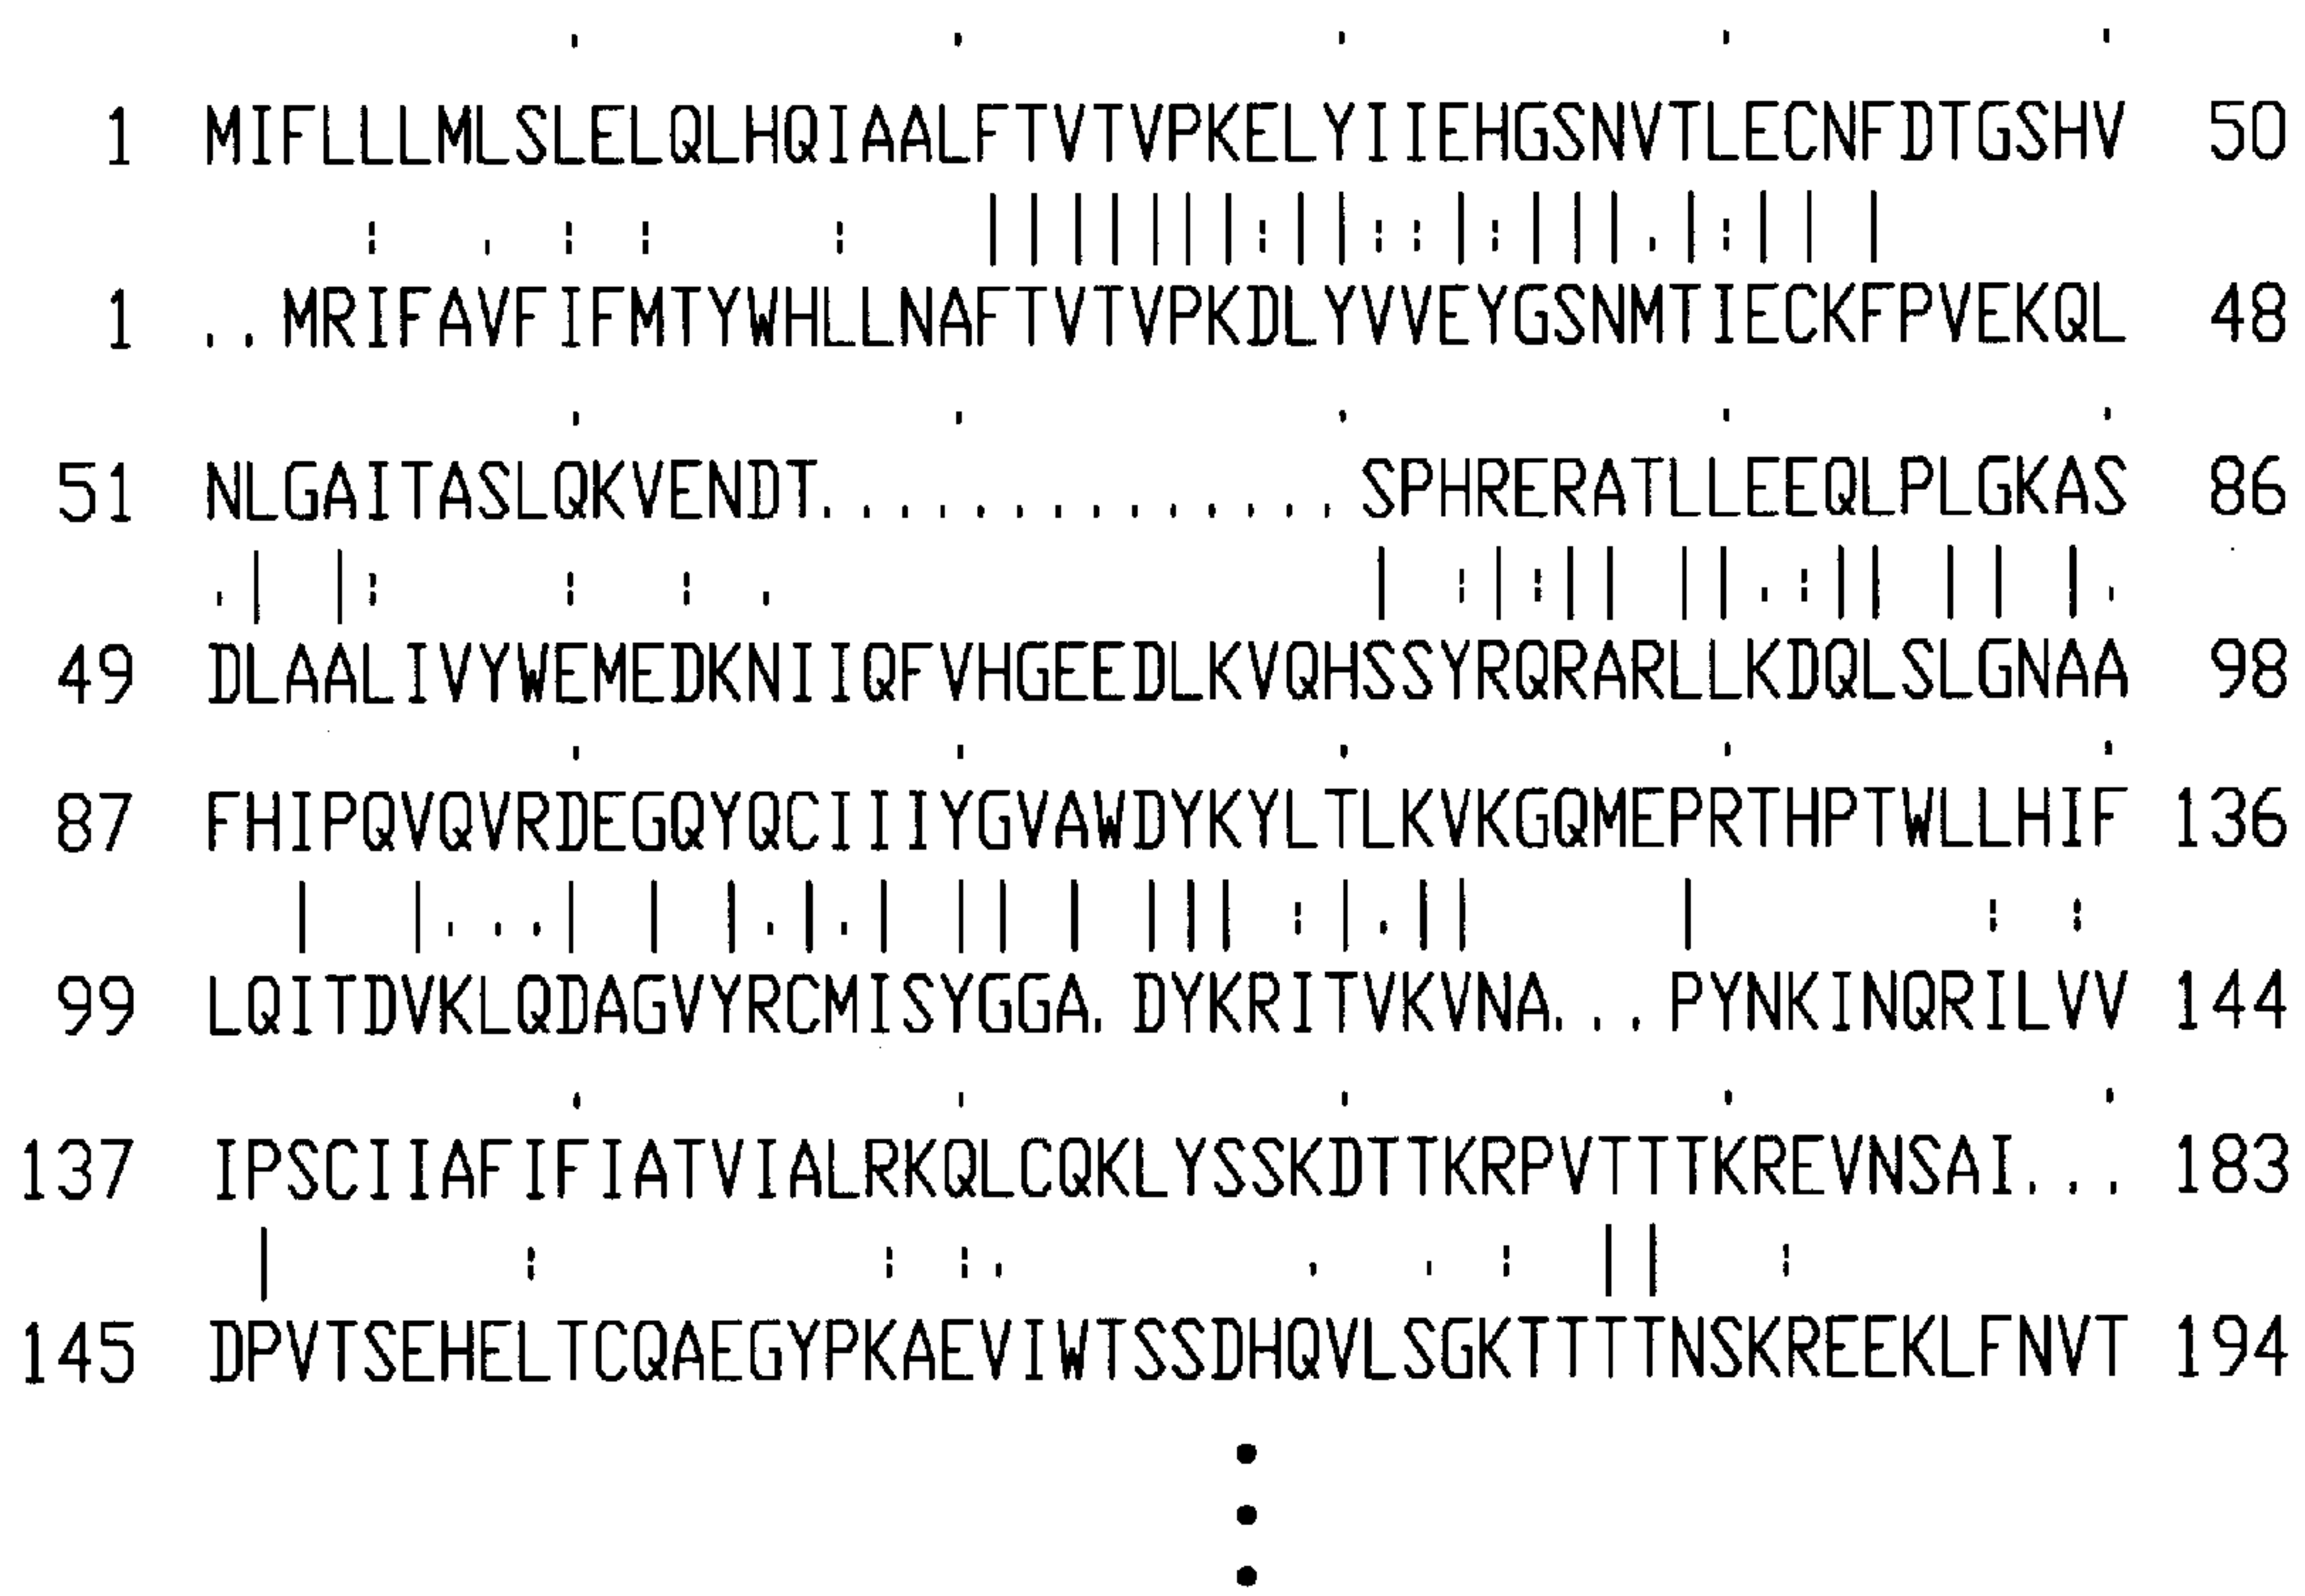 1 MIFLLLMLSLELQLHQIAALFTVTVPKELYIIEHGSNVTLECNFDTGSHV 50
1 ..MRIFAVFIFMTYWHLLNAFTVTVPKDLYVVEYGSNMTIECKFPVEKQL 48
51 NLGAITASLQKVENDT..............SPHRERATLLEEQLPLGKAS 86
49 DLAALIVYWEMEDKNIIQFVHGEEDLKVQHSSYRQRARLLKDQLSLGNAA 98
87 FHIPQVQVRDEGQYQCIIIYGVAWDYKYLTLKVKGQMEPRTHPTWLLHIF 136
99 LQITDVKLQDAGVYRCMISYGGA.DYKRITVKVNA...PYNKINQRILVV 144
137 IPSCIIAFIFIATVIALRKQLCQKLYSSKDTTKRPVTTTKREVNSAI... 183
145 DPVTSEHELTCQAEGYPKAEVIWTSSDHQVLSGKTTTTNSKREEKLFNVT 194